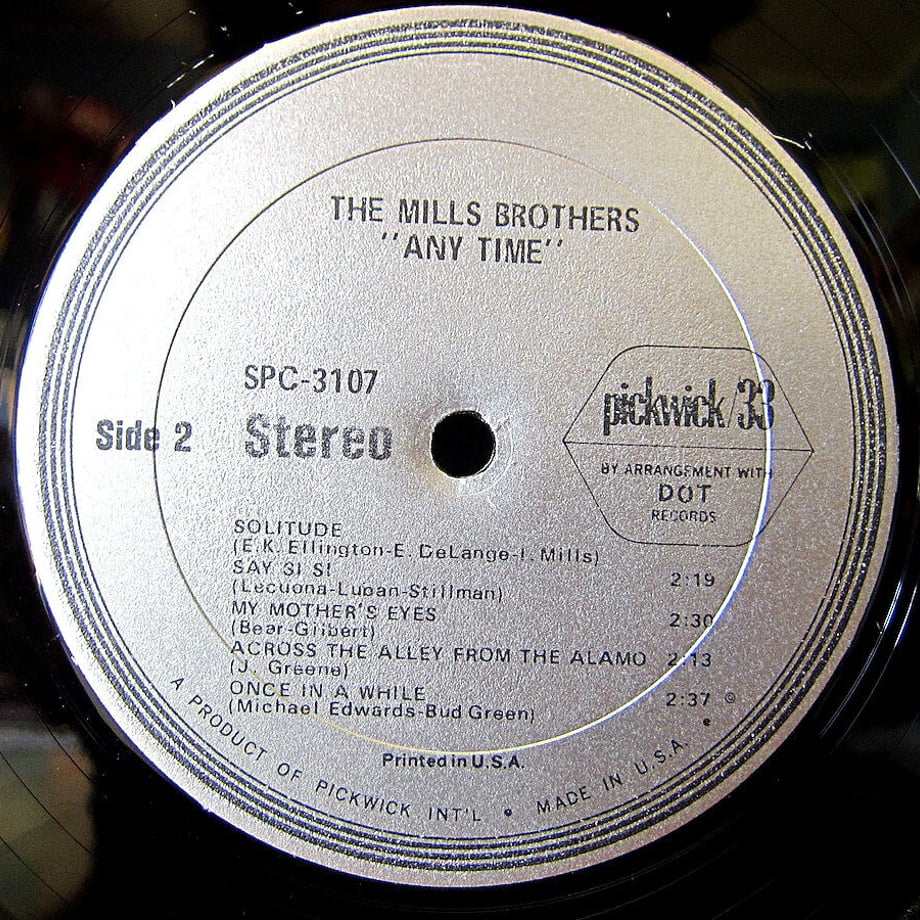 THE MILLS BROTHERS
"ANY TIME"
SPC-3107
Side 2
Stereo
pickwick/33
BY ARRANGEMENT WITH
DOT
RECORDS
SOLITUDE
(E.K. Ellington-E. DeLange-I. Mills)
SAY SI SI 2:19
(Lecuona-Luban-Stillman)
MY MOTHER'S EYES 2:30
(Bear-Gilbert)
ACROSS THE ALLEY FROM THE ALAMO 2:13
(J. Greene)
ONCE IN A WHILE 2:37 ©
(Michael Edwards-Bud Green)
Printed in U.S.A.
A PRODUCT OF PICKWICK INT'L • MADE IN U.S.A. •